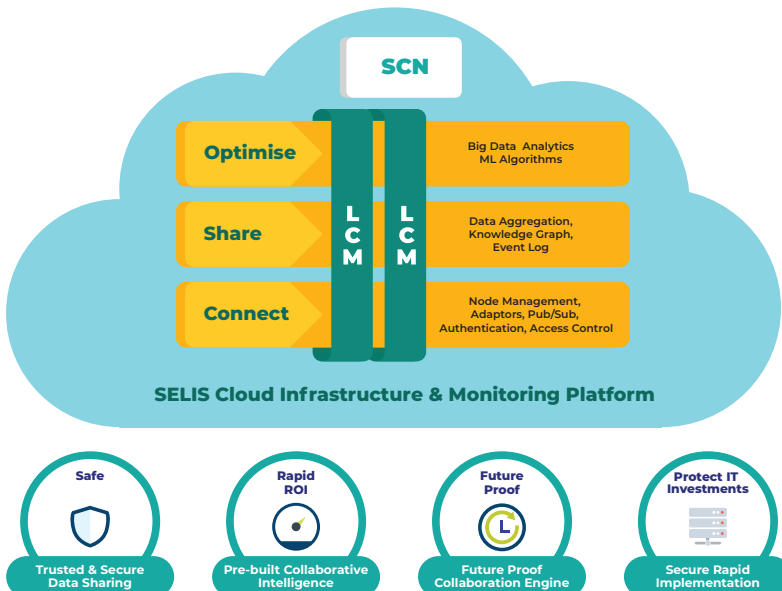 SCN
Optimise
Big Data Analytics
ML Algorithms
Share
Data Aggregation,
Knowledge Graph,
Event Log
Connect
Node Management,
Adaptors, Pub/Sub,
Authentication, Access Control
L
C
M
L
C
M
SELIS Cloud Infrastructure & Monitoring Platform
Safe
Trusted & Secure
Data Sharing
Rapid
ROI
Pre-built Collaborative
Intelligence
Future
Proof
Future Proof
Collaboration Engine
Protect IT
Investments
Secure Rapid
Implementation